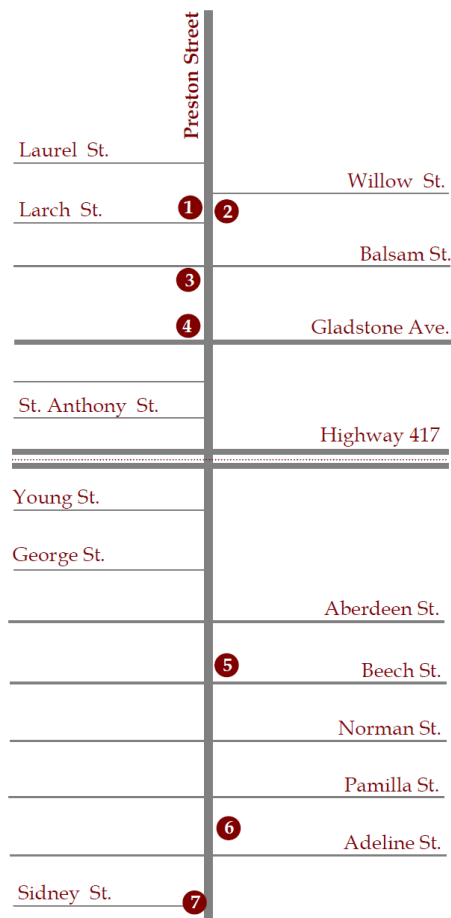 Preston Street
Laurel St.
Willow St.
Larch St.
1
2
Balsam St.
3
4
Gladstone Ave.
St. Anthony St.
Highway 417
Young St.
George St.
Aberdeen St.
5
Beech St.
Norman St.
Pamilla St.
6
Adeline St.
Sidney St.
7